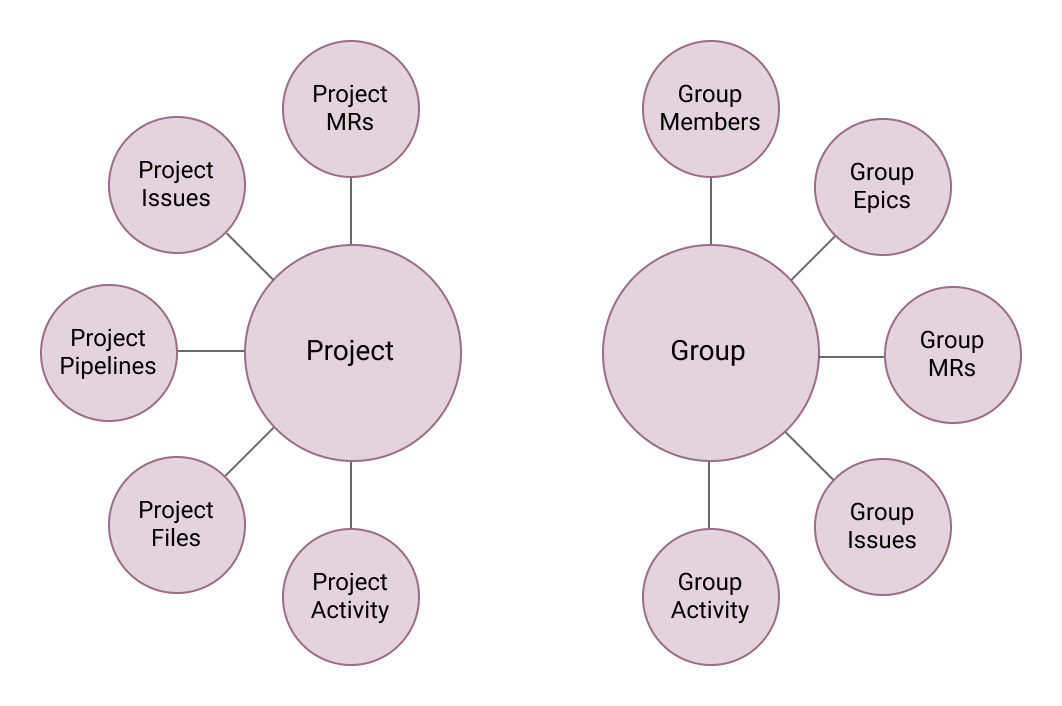 Project
MRs
Project
Issues
Project
Pipelines
Project
Project
Files
Project
Activity
Group
Members
Group
Epics
Group
Group
MRs
Group
Issues
Group
Activity